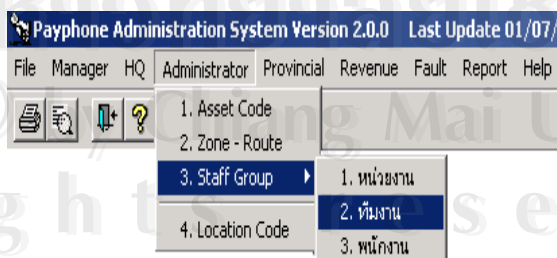 Payphone Administration System Version 2.0.0 Last Update 01/07/
File Manager HQ Administrator Provincial Revenue Fault Report Help
1. Asset Code
2. Zone - Route
3. Staff Group
1. หน่วยงาน
2. ทีมงาน
4. Location Code
3. พนักงาน
Chiang Mai U
g h t s r e s e